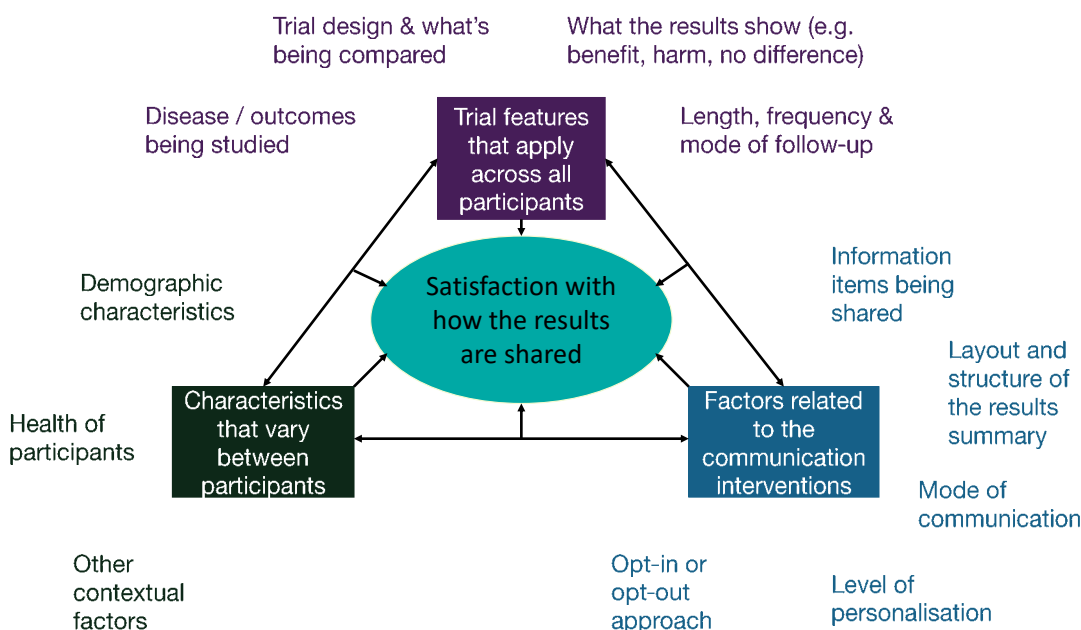 Trial design & what's
being compared
What the results show (e.g.
benefit, harm, no difference)
Disease / outcomes
being studied
Trial features
that apply
across all
participants
Length, frequency &
mode of follow-up
Demographic
characteristics
Satisfaction with
how the results
are shared
Information
items being
shared
Layout and
structure of
the results
summary
Health of
participants
Characteristics
that vary
between
participants
Factors related
to the
communication
interventions
Mode of
communication
Other
contextual
factors
Opt-in or
opt-out
approach
Level of
personalisation